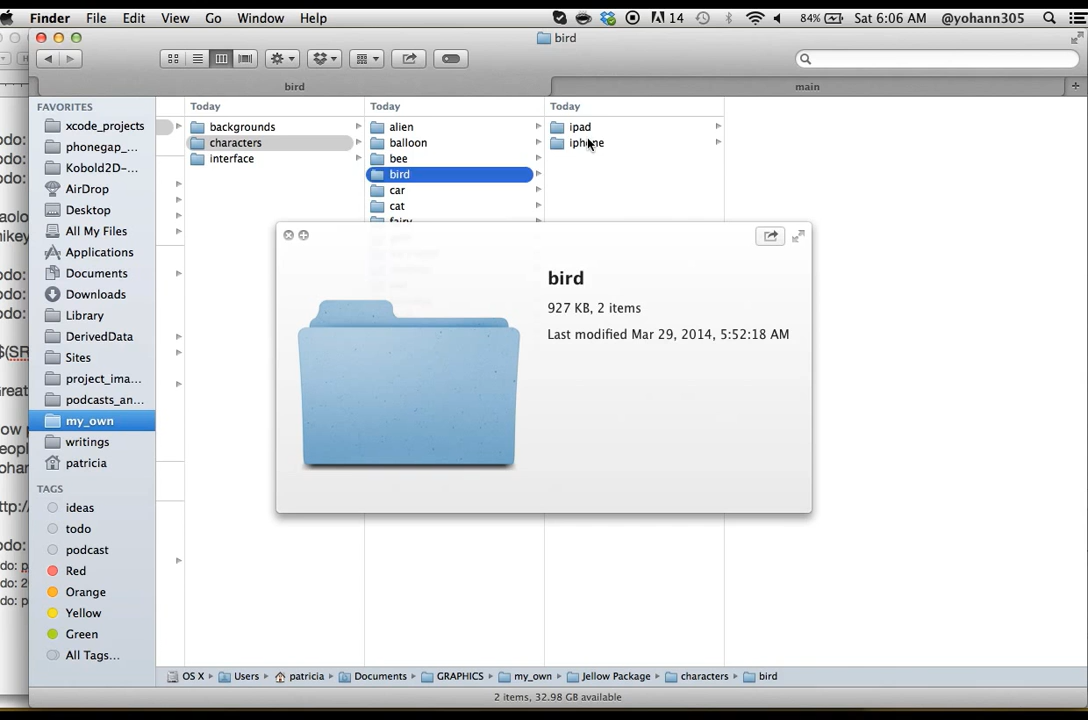 Finder File Edit View Go Window Help 14 84% Sat 6:06 AM @yohann305
bird
bird main
FAVORITES
xcode_projects
phonegap_...
Kobold2D-...
AirDrop
Desktop
All My Files
Applications
Documents
Downloads
Library
DerivedData
Sites
project_ima...
podcasts_an...
my_own
writings
patricia
TAGS
ideas
todo
podcast
Red
Orange
Yellow
Green
All Tags...
Today
backgrounds
characters
interface
Today
alien
balloon
bee
bird
car
cat
fairy
Today
ipad
iphone
bird
927 KB, 2 items
Last modified Mar 29, 2014, 5:52:18 AM
OS X Users patricia Documents GRAPHICS my_own Jellow Package characters bird
2 items, 32.98 GB available